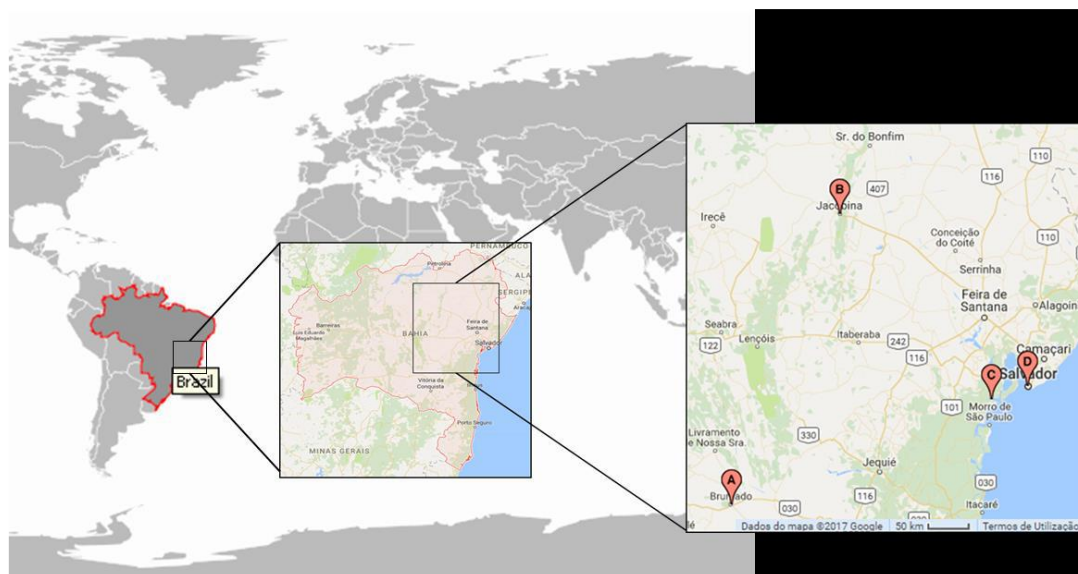 Brazil
PERNAMBUCO
Petrolina
ALA
SERGIPE
Aracaj
Barreiras
Luís Eduardo
Magalhães
BAHIA
Feira de
Santana
Salvador
Vitória da
Conquista
Porto Seguro
MINAS GERAIS
Sr. do Bonfim
110
116
B
407
Jacobina
Irecê
Conceição
do Coité
110
Serrinha
Feira de
Santana
Alagoin
Seabra
122
Lençóis
Itaberaba
242
116
Camaçari
C
D
Salvador
101
Morro de
São Paulo
Livramento
de Nossa Sra.
330
Jequié
A
Brumado
030
116
030
Itacaré
Dados do mapa ©2017 Google
50 km
Termos de Utilização